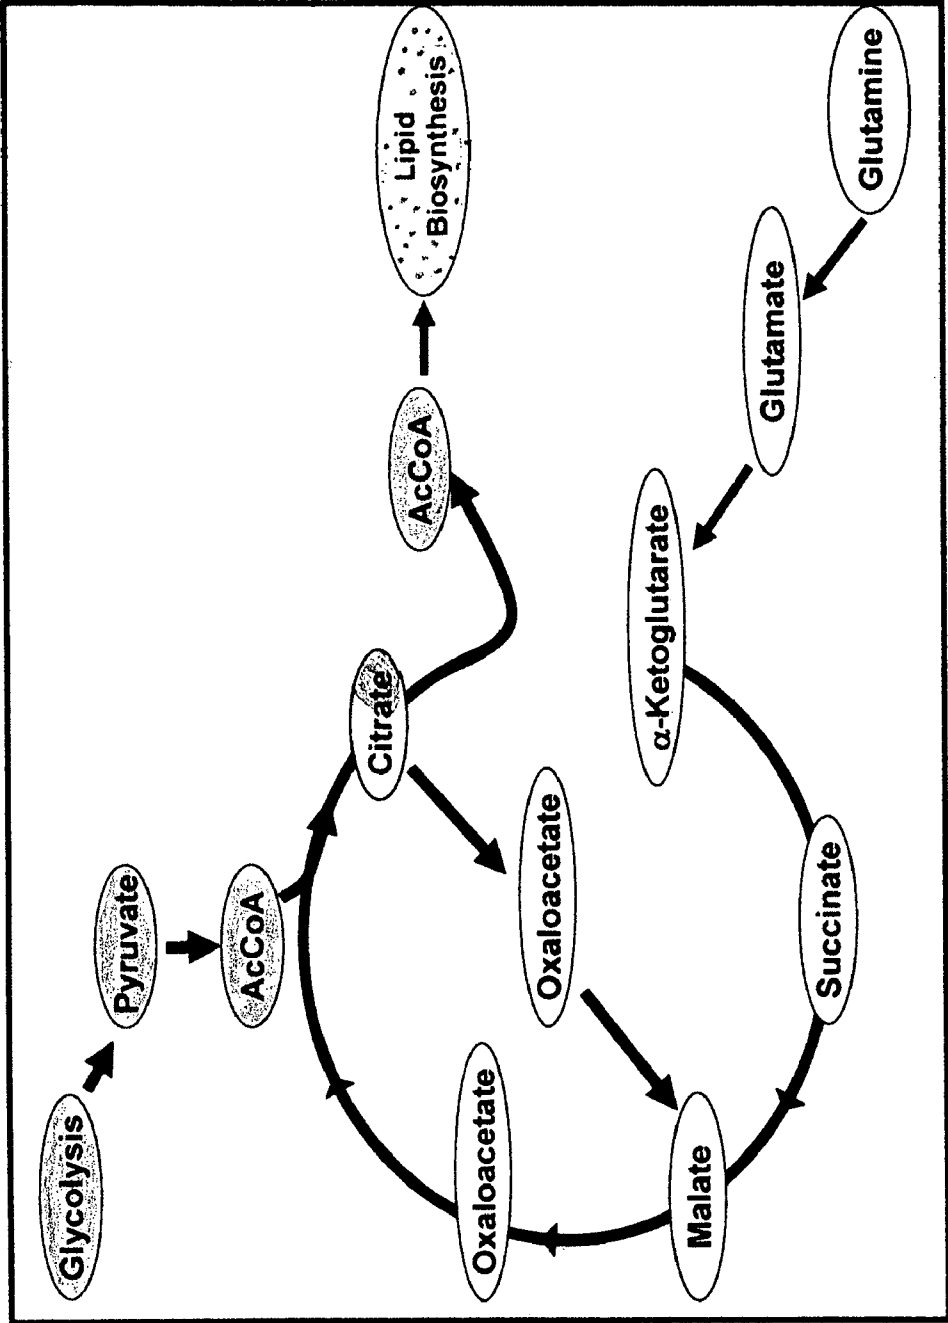 Glycolysis
Pyruvate
AcCoA
Citrate
AcCoA
Lipid
Biosynthesis
Oxaloacetate
Oxaloacetate
Malate
Succinate
α-Ketoglutarate
Glutamate
Glutamine